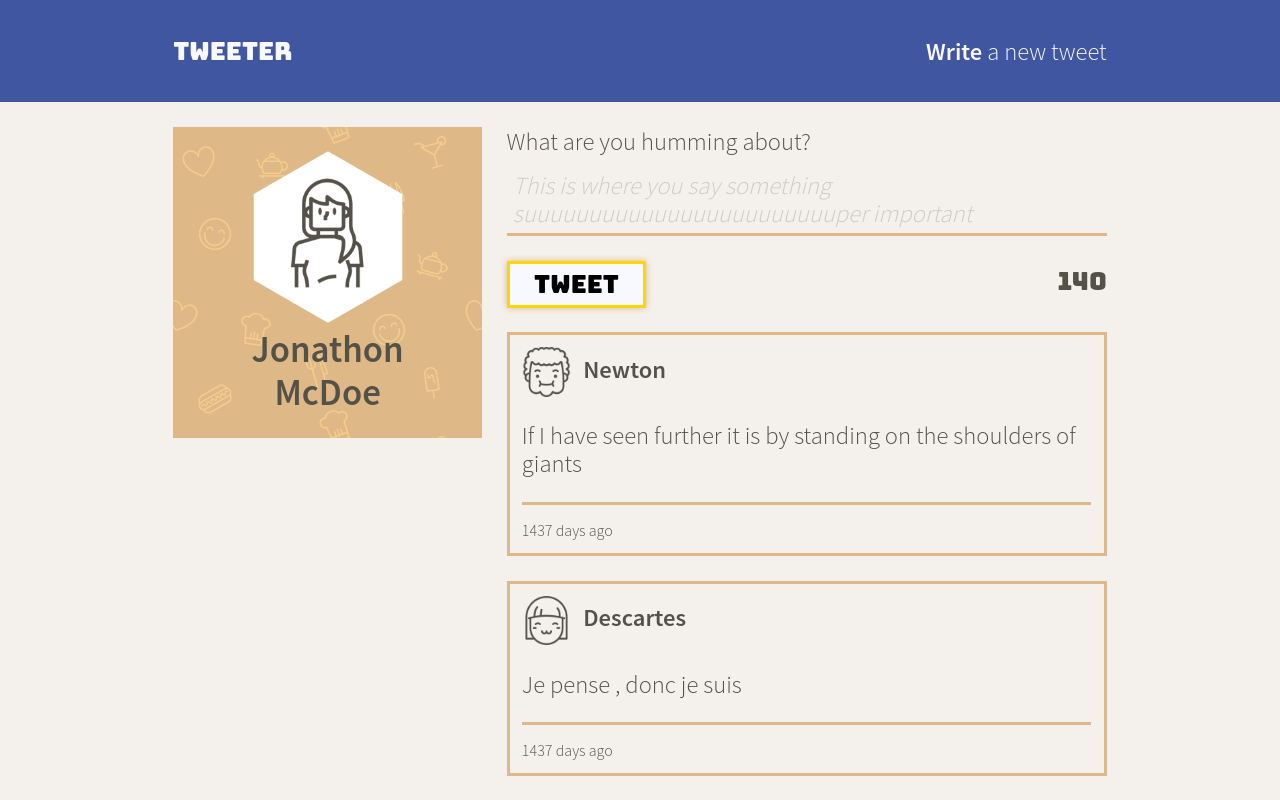 TWEETER
Write a new tweet
Jonathon
McDoe
What are you humming about?
This is where you say something
suuuuuuuuuuuuuuuuuuuuuuuuper important
TWEET
140
Newton
If I have seen further it is by standing on the shoulders of
giants
1437 days ago
Descartes
Je pense , donc je suis
1437 days ago